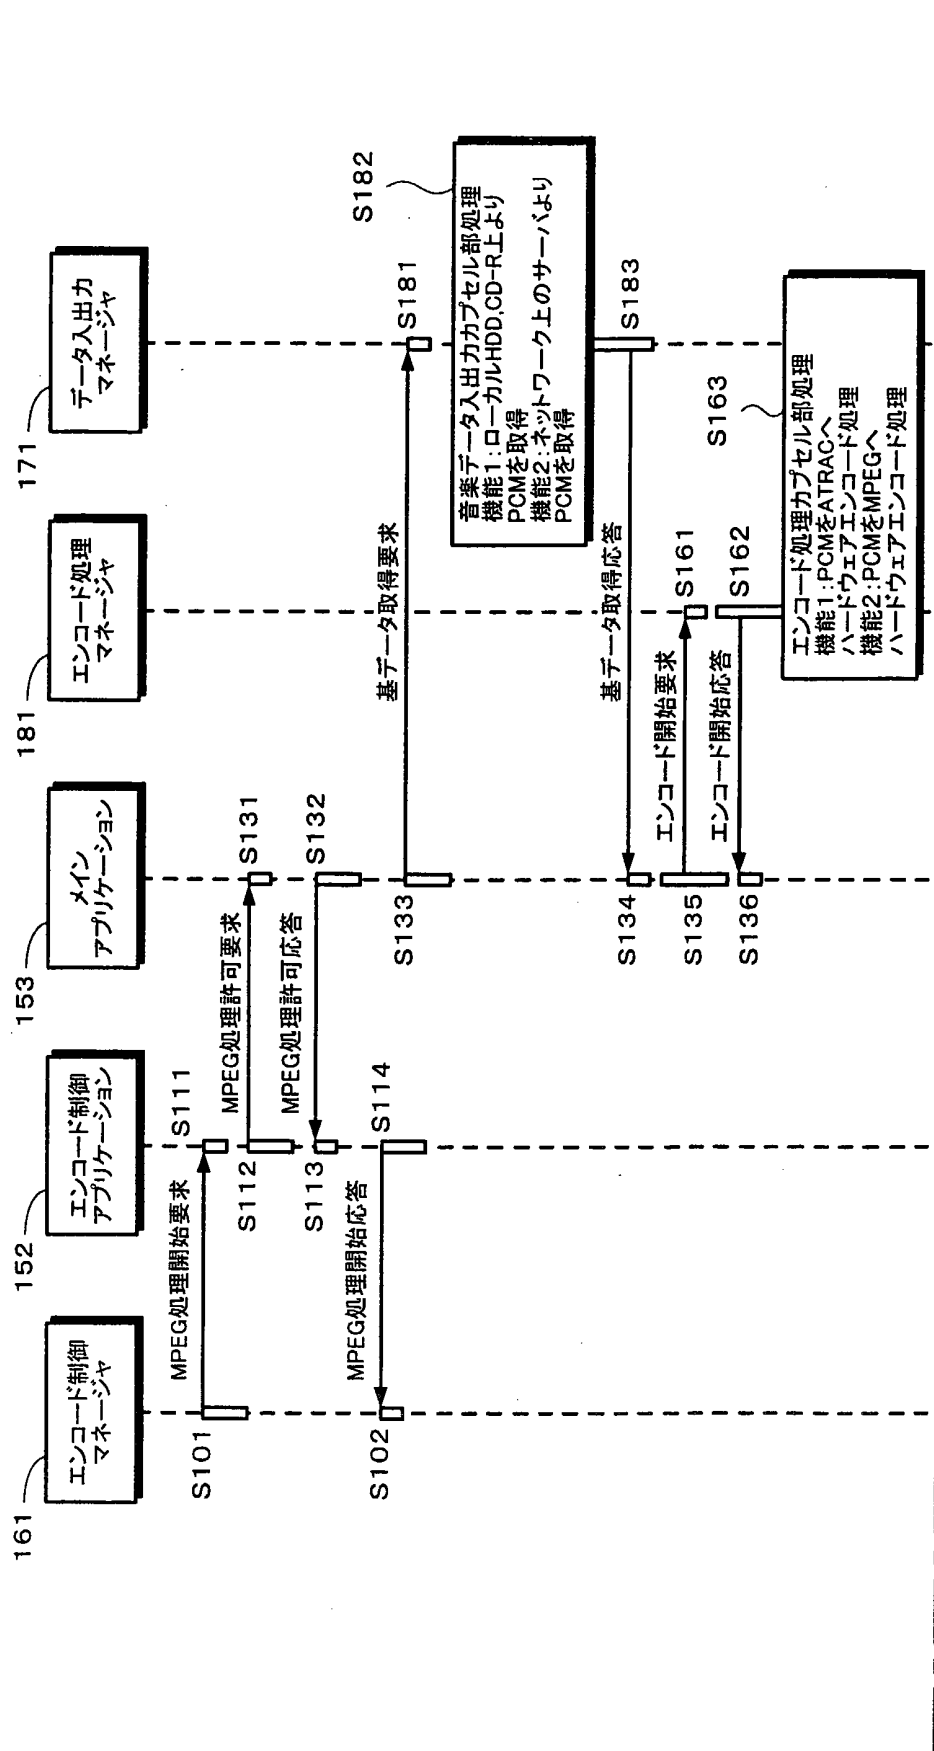 161
エンコード制御
マネージャ
152
エンコード制御
アプリケーション
153
メイン
アプリケーション
181
エンコード処理
マネージャ
171
データ入出力
マネージャ
S101
MPEG処理開始要求
S111
S112
MPEG処理許可要求
S131
S113
MPEG処理許可応答
S132
S102
MPEG処理開始応答
S114
S133
基データ取得要求
S181
S182
音楽データ入出力カプセル部処理
機能1:ローカルHDD,CD-R上より
PCMを取得
機能2:ネットワーク上のサーバより
PCMを取得
S134
基データ取得応答
S183
S135
エンコード開始要求
S161
S136
エンコード開始応答
S162
S163
エンコード処理カプセル部処理
機能1:PCMをATRACへ
ハードウェアエンコード処理
機能2:PCMをMPEGへ
ハードウェアエンコード処理